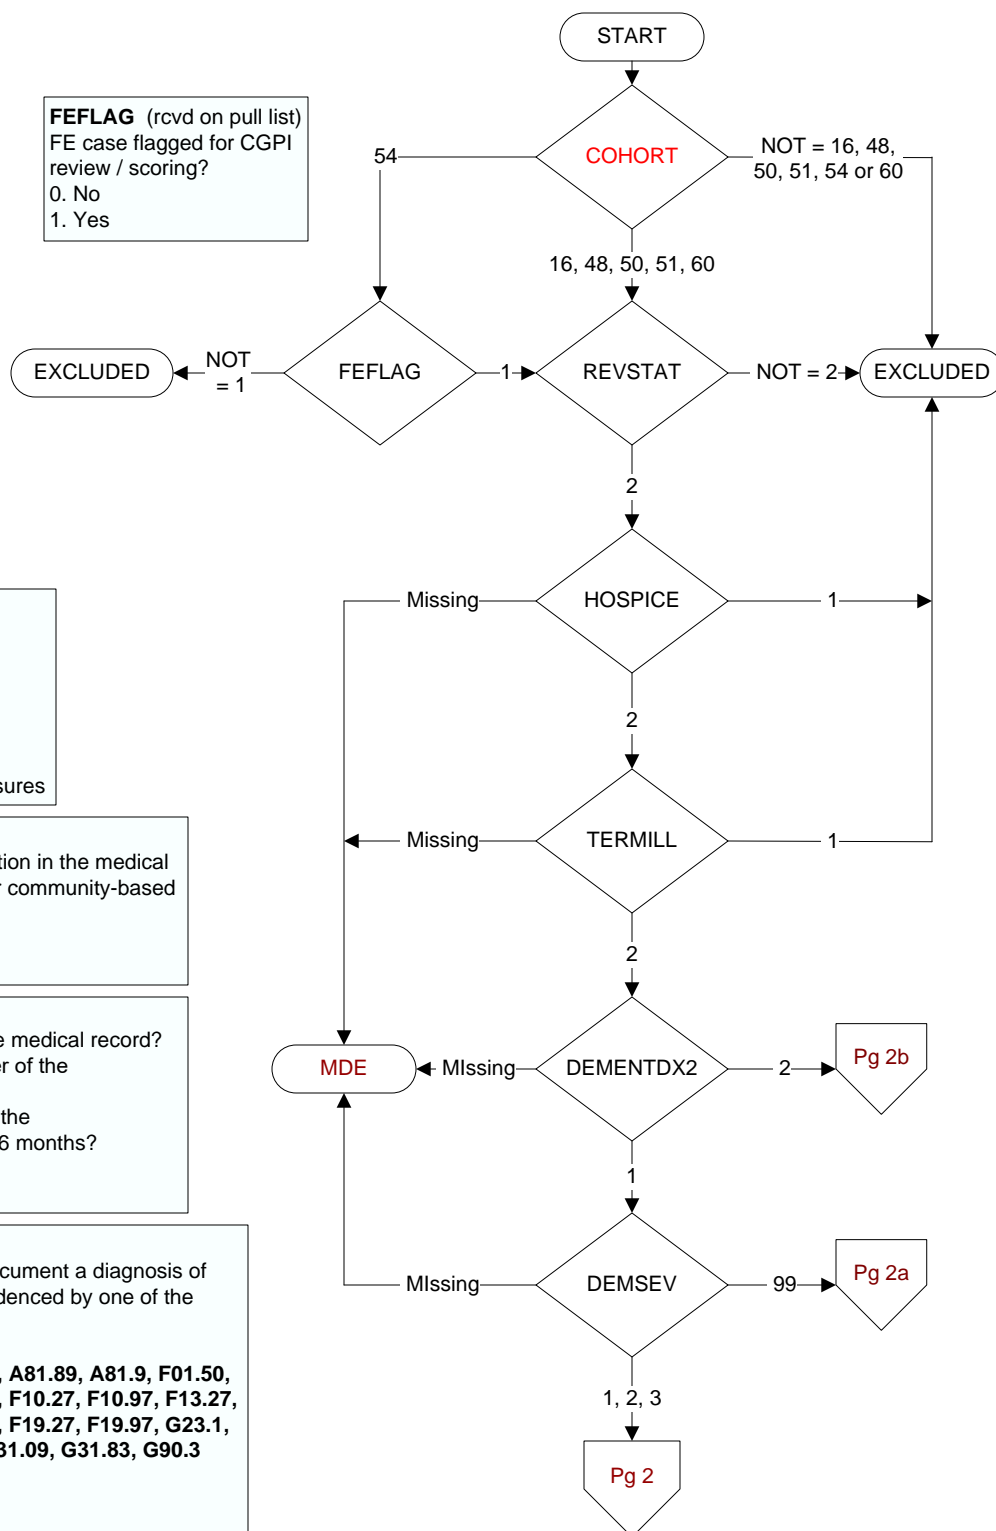 START
FEFLAG (rcvd on pull list)
FE case flagged for CGPI
review / scoring?
0. No
1. Yes
54
COHORT
NOT = 16, 48,
50, 51, 54 or 60
16, 48, 50, 51, 60
EXCLUDED
NOT
= 1
FEFLAG
1
REVSTAT
NOT = 2
EXCLUDED
2
Missing
HOSPICE
1
2
sures
Missing
TERMILL
1
tion in the medical
r community-based
2
e medical record?
er of the
the
6 months?
MDE
MIssing
DEMENTDX2
2
Pg 2b
1
cument a diagnosis of
denced by one of the
MIssing
DEMSEV
99
Pg 2a
, A81.89, A81.9, F01.50,
, F10.27, F10.97, F13.27,
, F19.27, F19.97, G23.1,
31.09, G31.83, G90.3
1, 2, 3
Pg 2